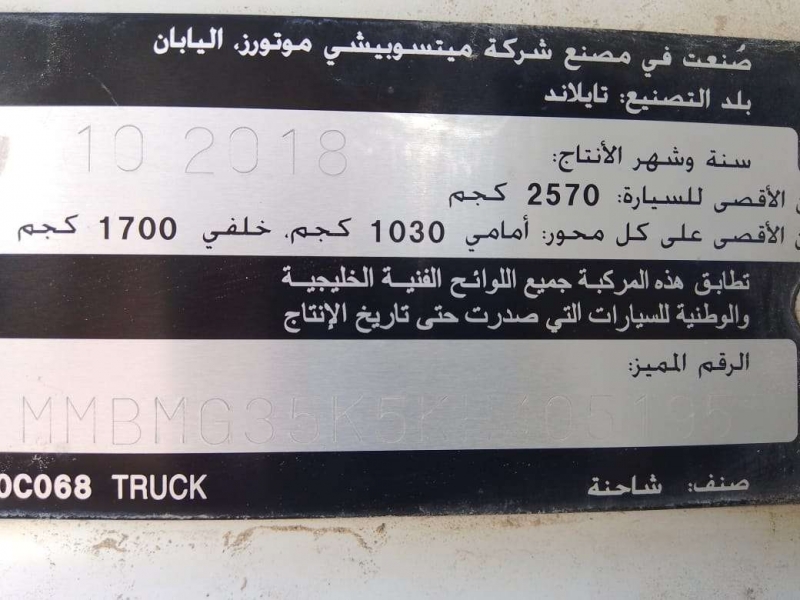 صُنعت في مصنع شركة ميتسوبيشي موتورز، اليابان
بلد التصنيع: تايلاند
سنة وشهر الأنتاج: 10 2018
الأقصى للسيارة: 2570 كجم
الأقصى على كل محور: أمامي 1030 كجم، خلفي 1700 كجم
تطابق هذه المركبة جميع اللوائح الفنية الخليجية
والوطنية للسيارات التي صدرت حتى تاريخ الإنتاج
الرقم المميز:
صنف: شاحنة 0C068 TRUCK